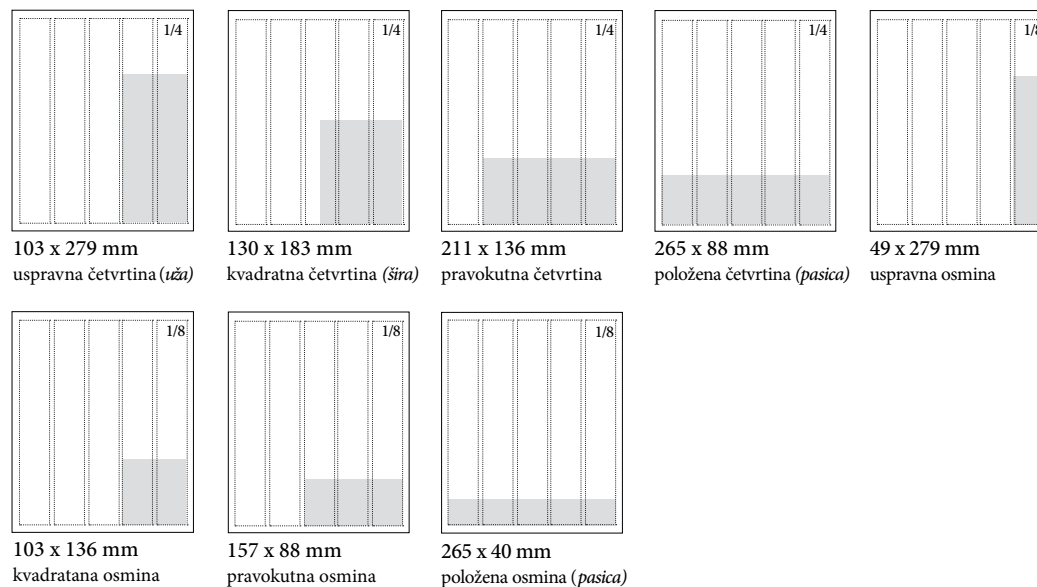 1/4
103 x 279 mm
uspravna četvrtina (uža)
1/4
130 x 183 mm
kvadratna četvrtina (šira)
1/4
211 x 136 mm
pravokutna četvrtina
1/4
265 x 88 mm
položena četvrtina (pasica)
1/8
49 x 279 mm
uspravna osmina
1/8
103 x 136 mm
kvadratana osmina
1/8
157 x 88 mm
pravokutna osmina
1/8
265 x 40 mm
položena osmina (pasica)